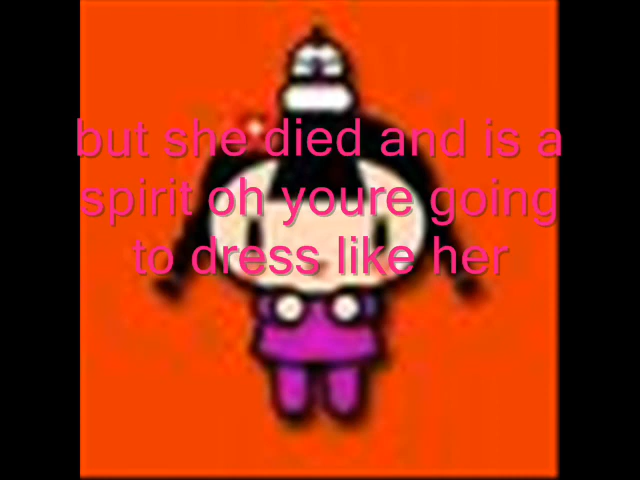 but she died and is a
spirit oh youre going
to dress like her